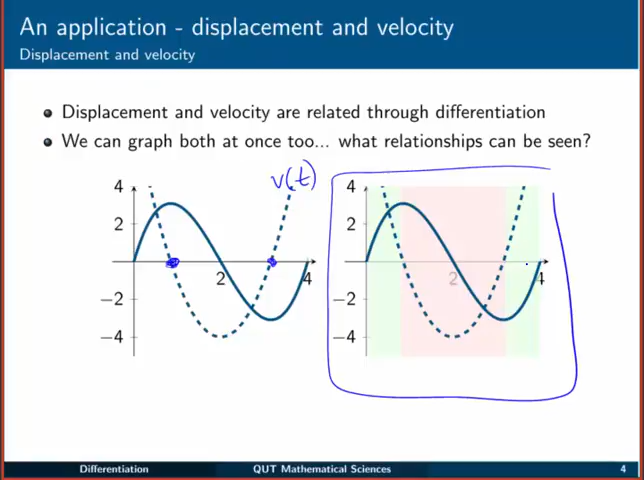 An application - displacement and velocity
Displacement and velocity
Displacement and velocity are related through differentiation
We can graph both at once too... what relationships can be seen?
v(t)
4
2
−2
−4
2
4
4
2
−2
−4
2
4
Differentiation QUT Mathematical Sciences 4